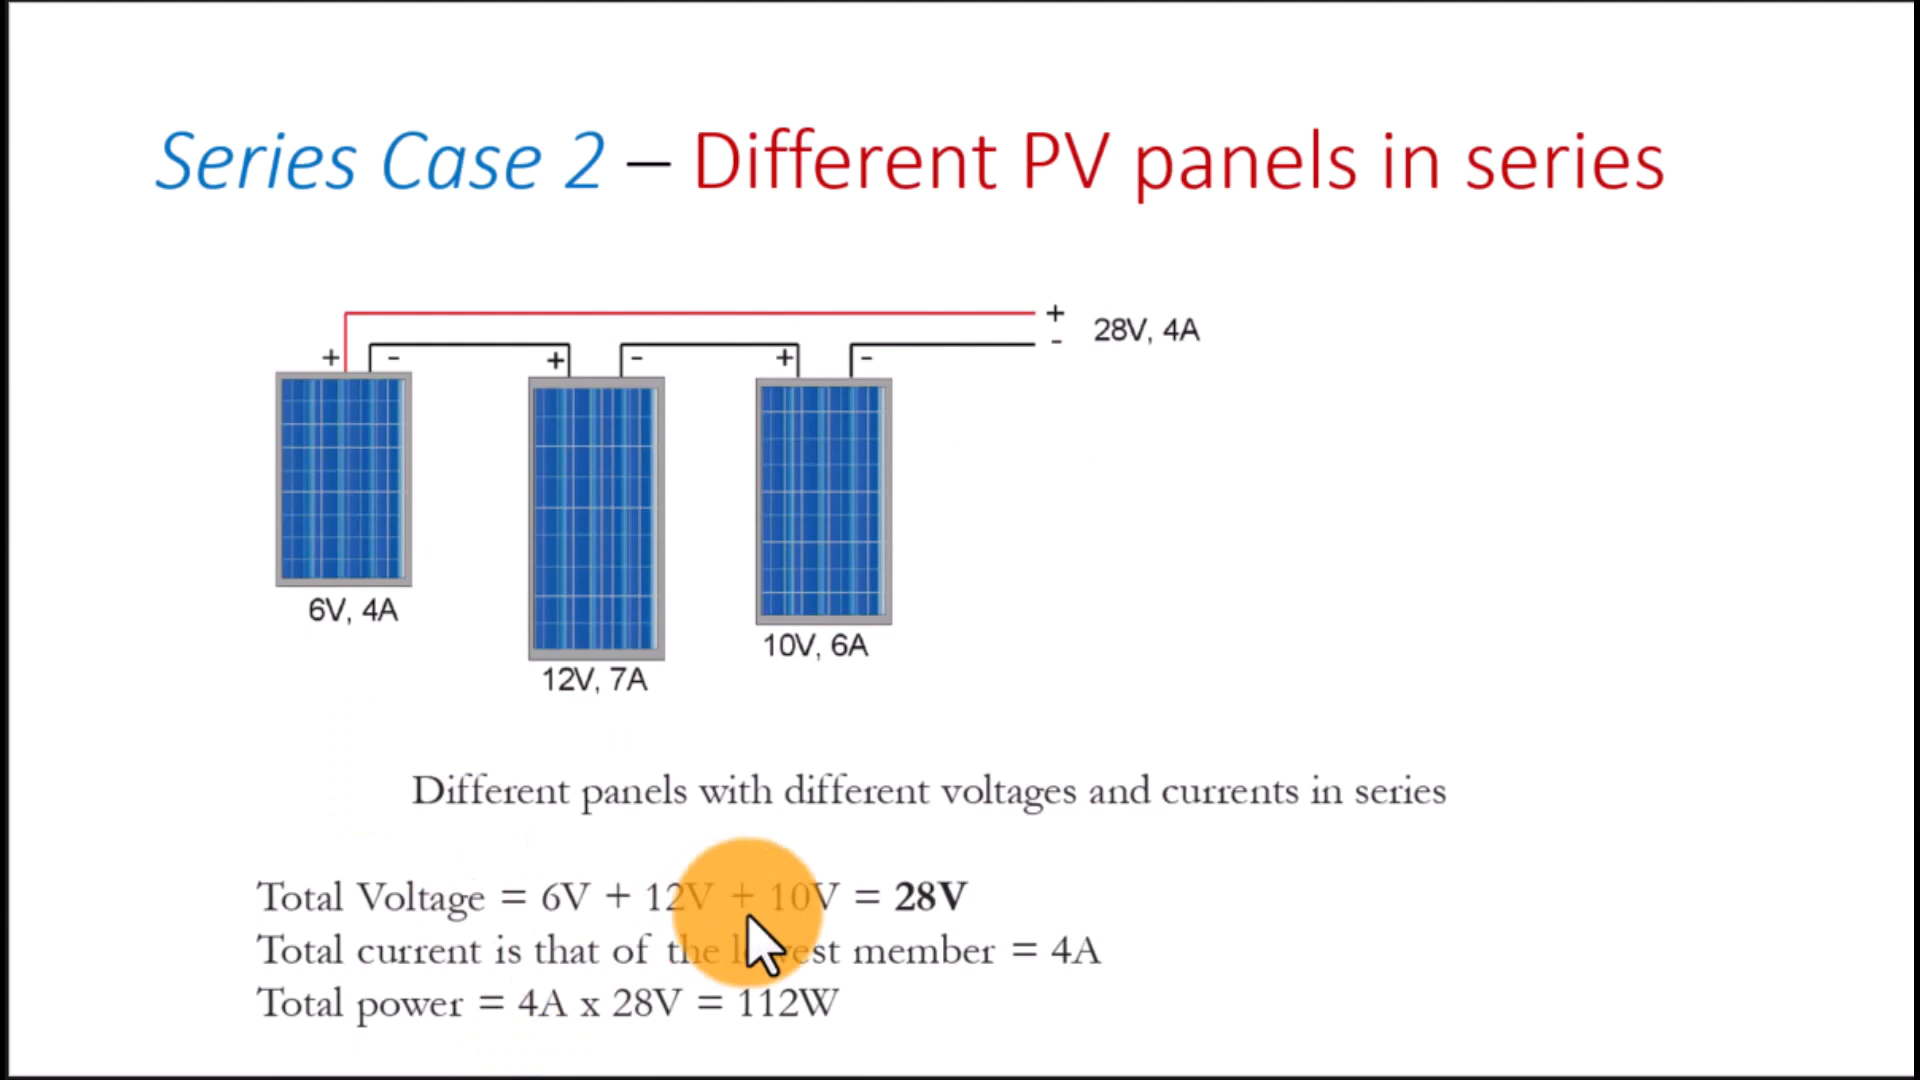 Series Case 2 – Different PV panels in series
+
- 28V, 4A
+ - + - + -
6V, 4A
10V, 6A
12V, 7A
Different panels with different voltages and currents in series
Total Voltage = 6V + 12V + 10V = 28V
Total current is that of the lowest member = 4A
Total power = 4A x 28V = 112W